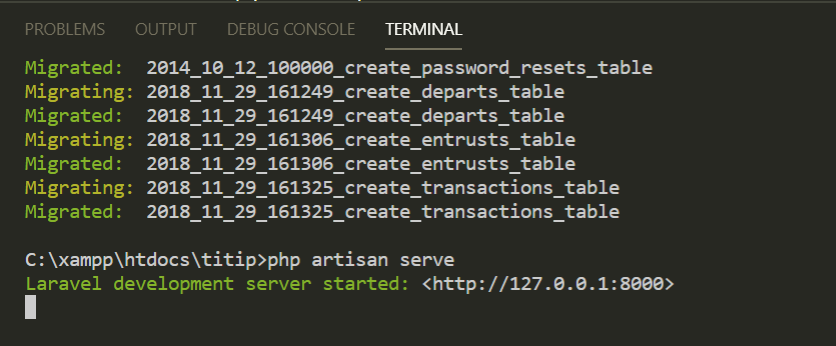 PROBLEMS OUTPUT DEBUG CONSOLE TERMINAL
Migrated:  2014_10_12_100000_create_password_resets_table
Migrating: 2018_11_29_161249_create_departs_table
Migrated:  2018_11_29_161249_create_departs_table
Migrating: 2018_11_29_161306_create_entrusts_table
Migrated:  2018_11_29_161306_create_entrusts_table
Migrating: 2018_11_29_161325_create_transactions_table
Migrated:  2018_11_29_161325_create_transactions_table
C:\xampp\htdocs\titip>php artisan serve
Laravel development server started: <http://127.0.0.1:8000>